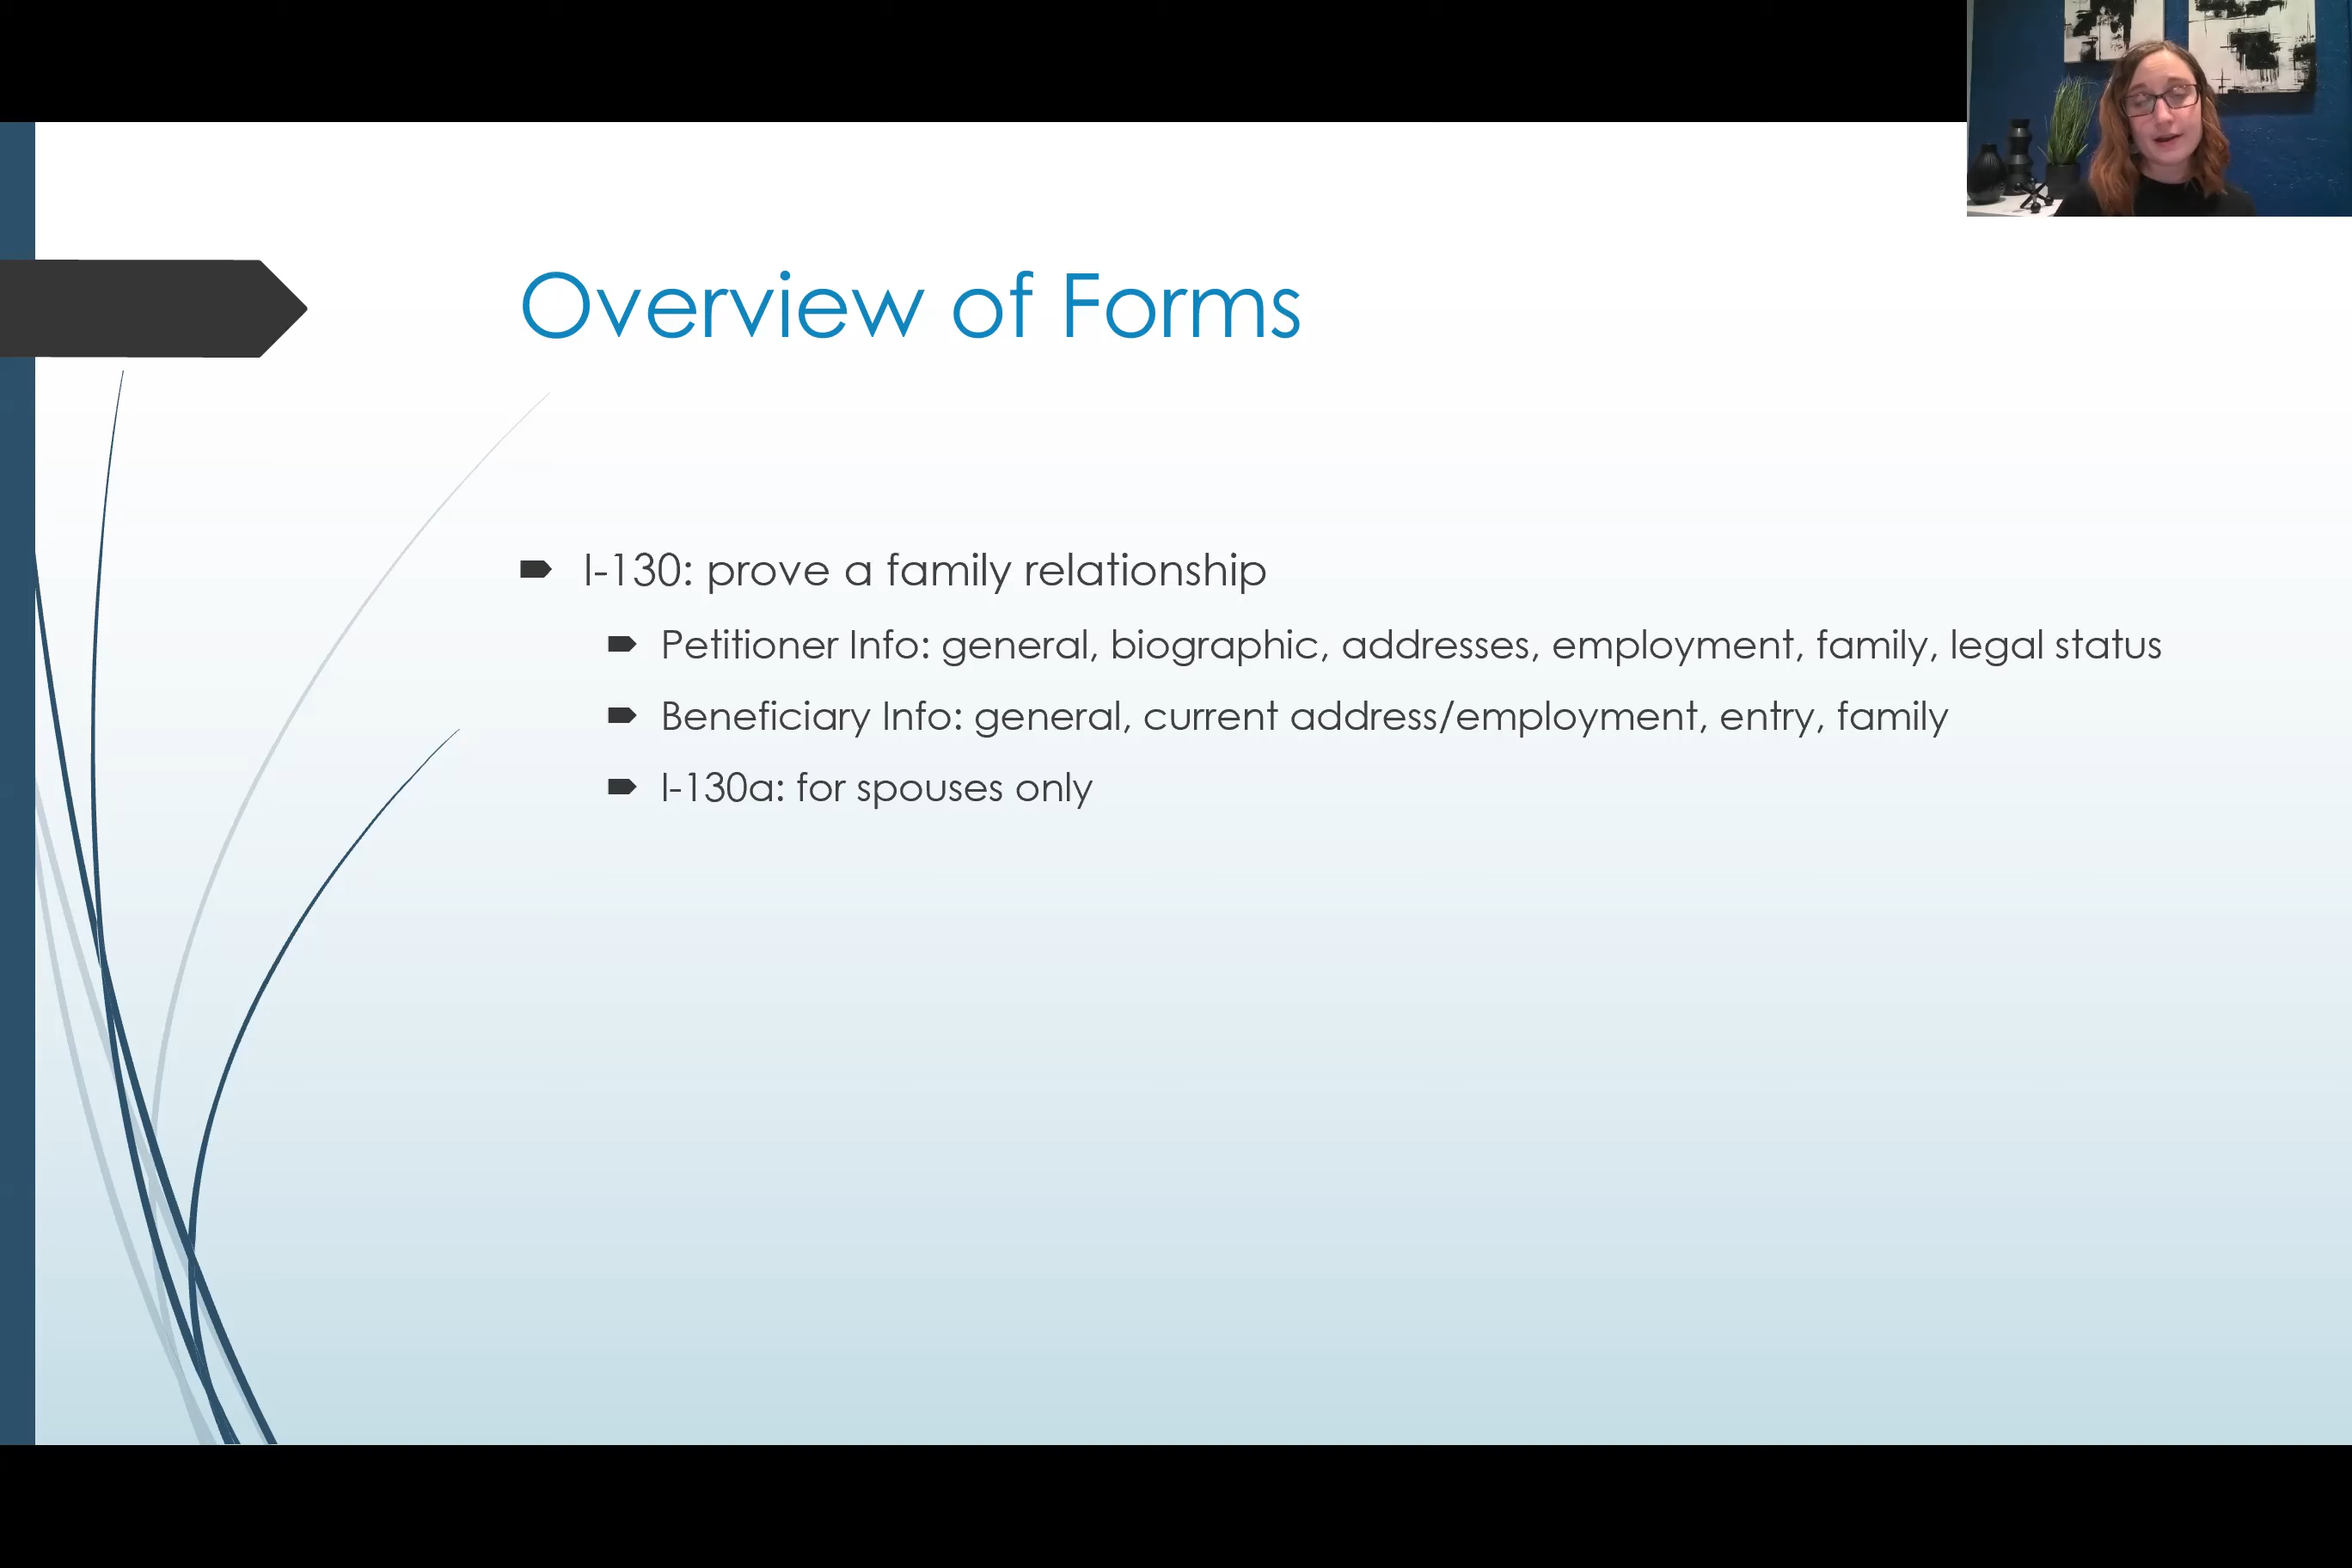 Overview of Forms
I-130: prove a family relationship
Petitioner Info: general, biographic, addresses, employment, family, legal status
Beneficiary Info: general, current address/employment, entry, family
I-130a: for spouses only